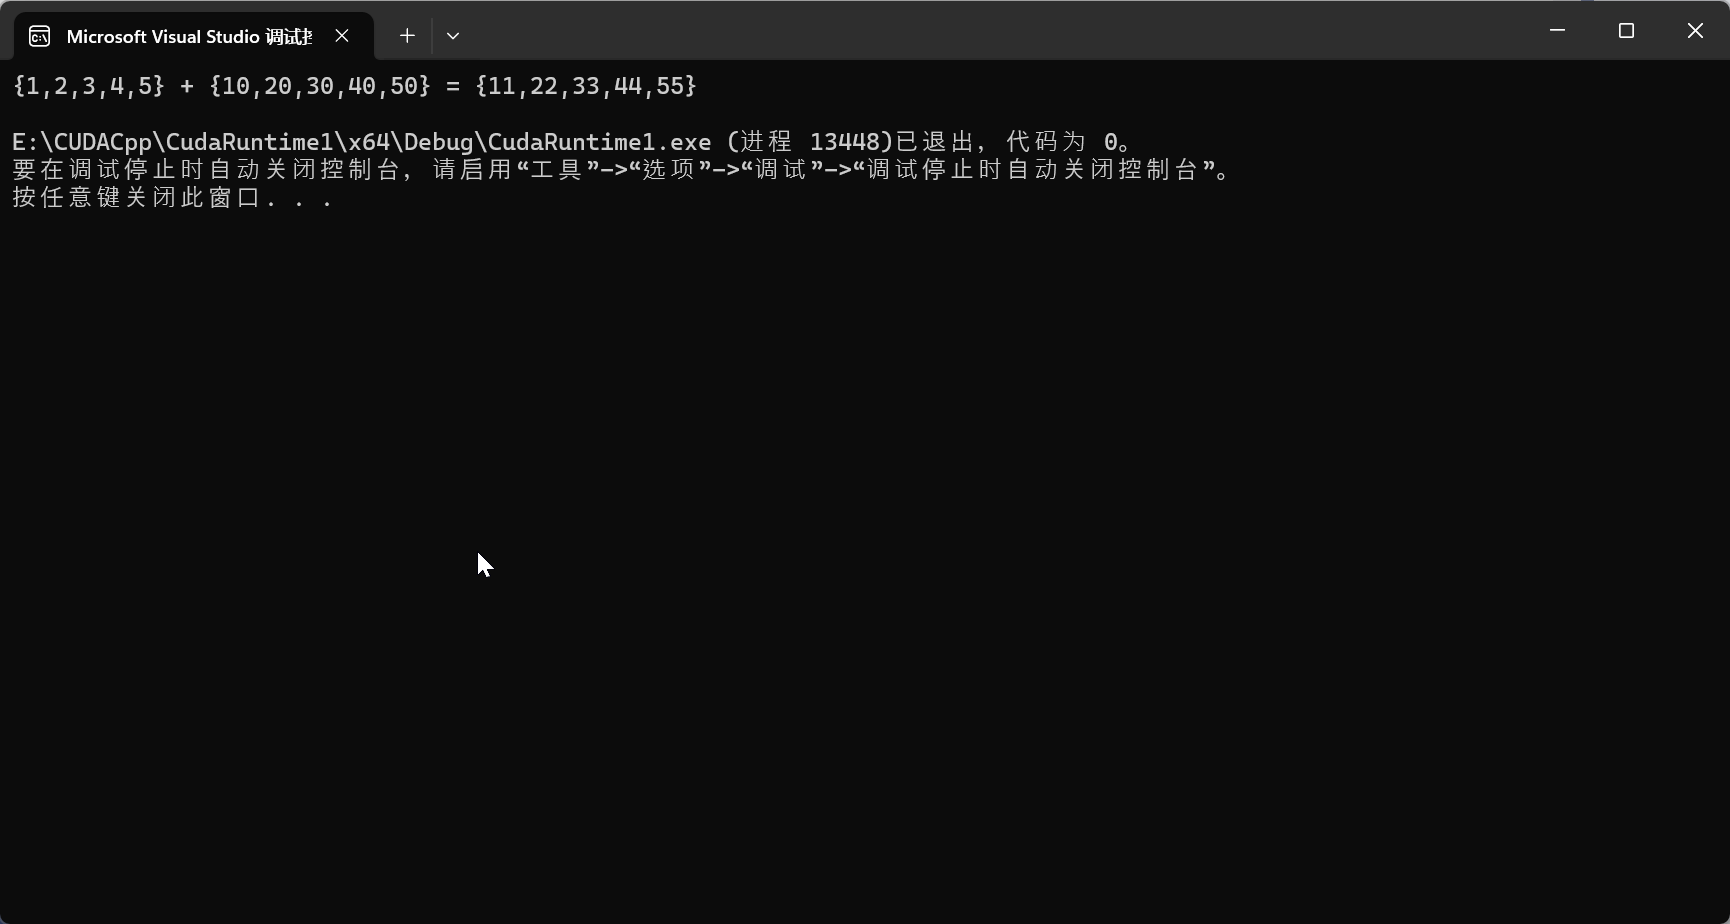 Microsoft Visual Studio 调试
{1,2,3,4,5} + {10,20,30,40,50} = {11,22,33,44,55}
E:\CUDACpp\CudaRuntime1\x64\Debug\CudaRuntime1.exe (进程 13448)已退出，代码为 0。
要在调试停止时自动关闭控制台，请启用“工具”->“选项”->“调试”->“调试停止时自动关闭控制台”。
按任意键关闭此窗口. . .